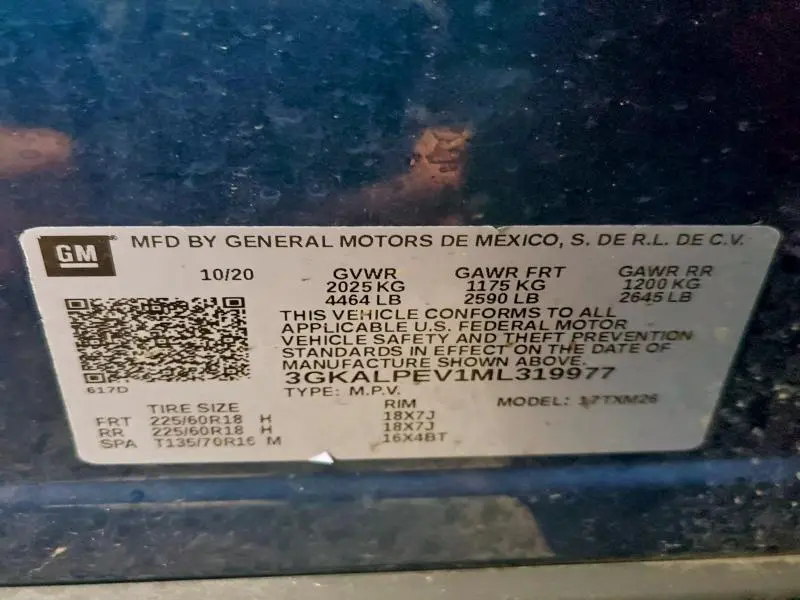 GM
MFD BY GENERAL MOTORS DE MEXICO, S. DE R.L. DE C.V.
10/20 GVWR GAWR FRT GAWR RR
2025 KG 1175 KG 1200 KG
4464 LB 2590 LB 2645 LB
THIS VEHICLE CONFORMS TO ALL
APPLICABLE U.S. FEDERAL MOTOR
VEHICLE SAFETY AND THEFT PREVENTION
STANDARDS IN EFFECT ON THE DATE OF
MANUFACTURE SHOWN ABOVE.
3GKALPEV1ML319977
617D
TYPE: M.P.V. MODEL: 17TXM26
TIRE SIZE RIM
FRT 225/60R18 H 18X7J
RR 225/60R18 H 18X7J
SPA T135/70R16 M 16X4BT